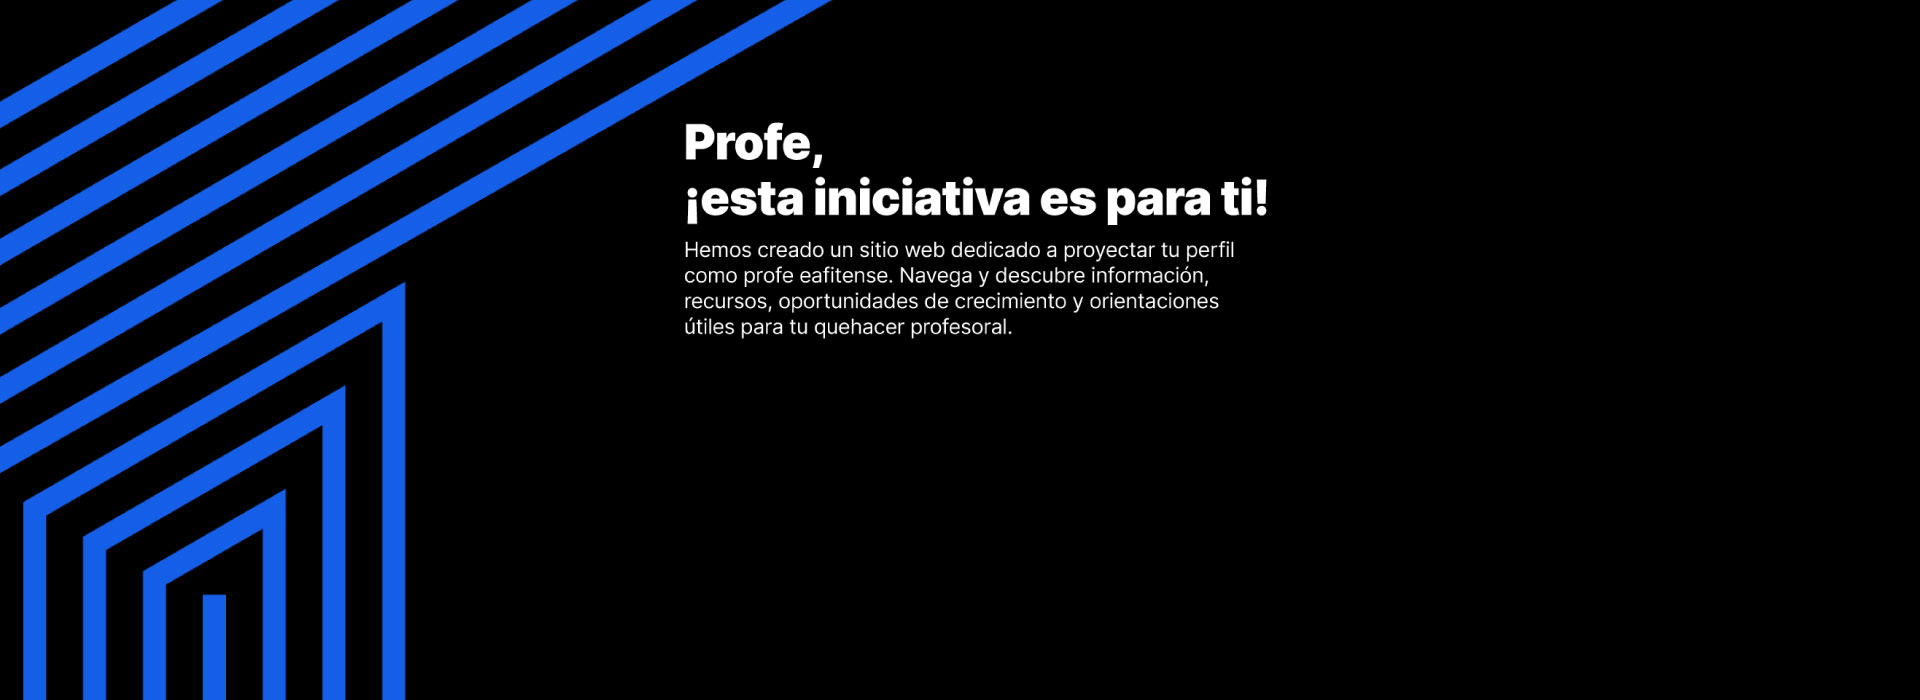 Profe,
¡esta iniciativa es para ti!
Hemos creado un sitio web dedicado a proyectar tu perfil
como profe eafitense. Navega y descubre información,
recursos, oportunidades de crecimiento y orientaciones
útiles para tu quehacer profesoral.